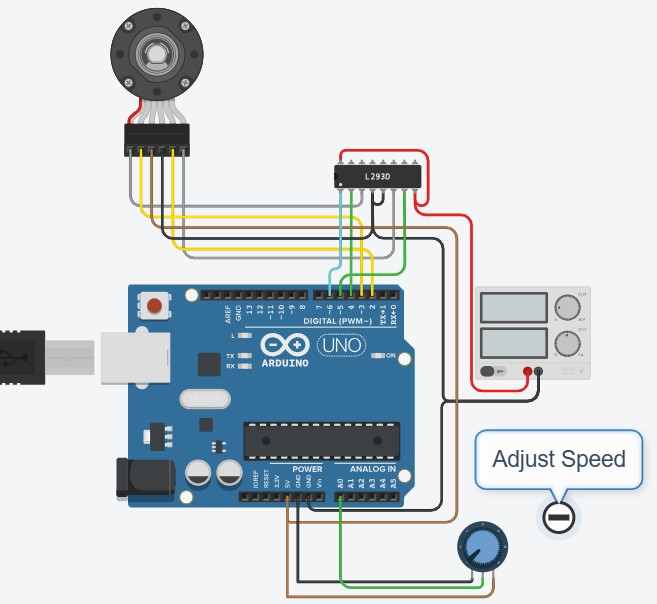 L293D
AREF
GND
13
12
~11
~10
~9
8
7
~6
~5
4
~3
2
TX→1
RX←0
DIGITAL (PWM~)
L
TX
RX
ARDUINO
UNO
ON
OFF
POWER
ANALOG IN
IOREF
RESET
3.3V
5V
GND
GND
Vin
A0
A1
A2
A3
A4
A5
Adjust Speed